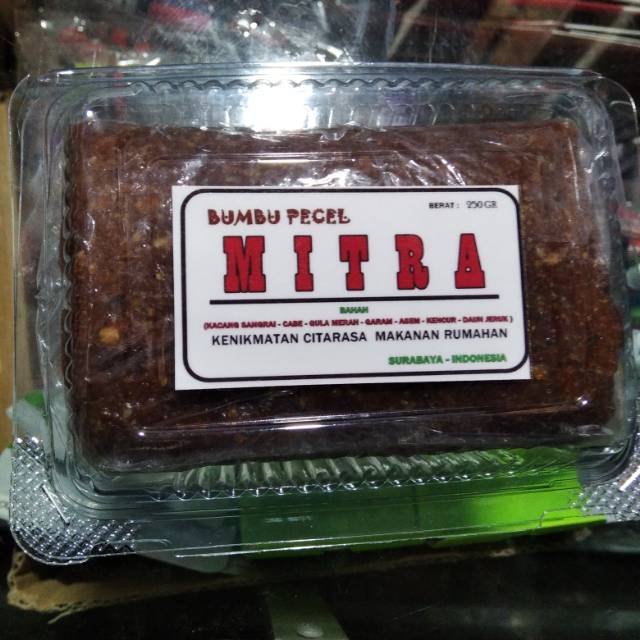 BUMBU PECEL
BERAT : 250 GR
MITRA
BAHAH
(KACANG SANGRAI - CABE - GULA MERAH - GARAM - ASEM - KENCUR - DAUN JERUK )
KENIKMATAN CITARASA MAKANAN RUMAHAN
SURABAYA - INDONESIA